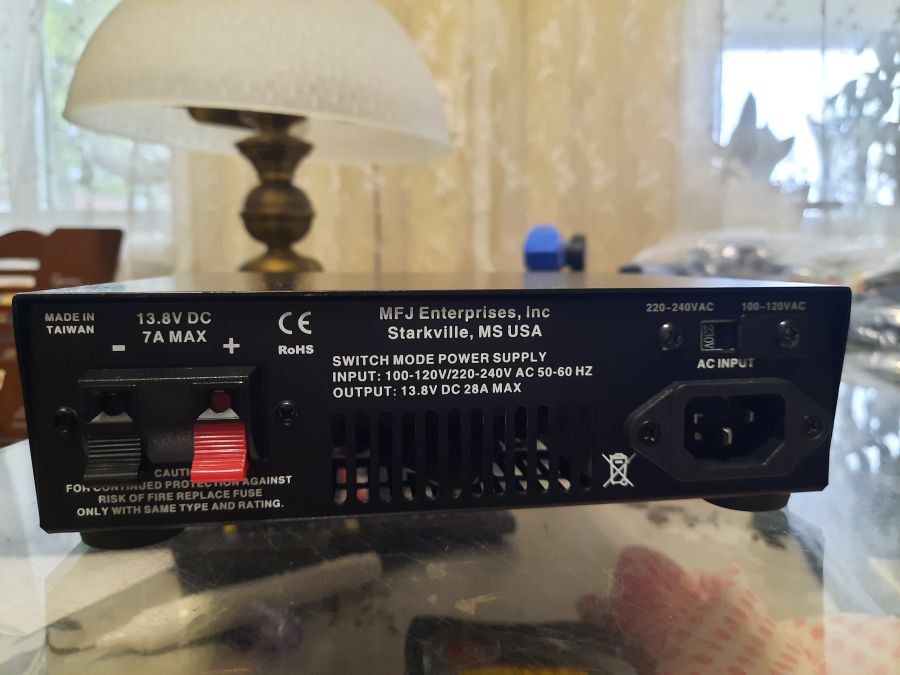 MADE IN
TAIWAN
13.8V DC
7A MAX
- +
CE
RoHS
MFJ Enterprises, Inc
Starkville, MS USA
SWITCH MODE POWER SUPPLY
INPUT: 100-120V/220-240V AC 50-60 HZ
OUTPUT: 13.8V DC 28A MAX
220-240VAC
100-120VAC
230V
AC INPUT
FOR CONTINUED PROTECTION AGAINST
RISK OF FIRE REPLACE FUSE
ONLY WITH SAME TYPE AND RATING.